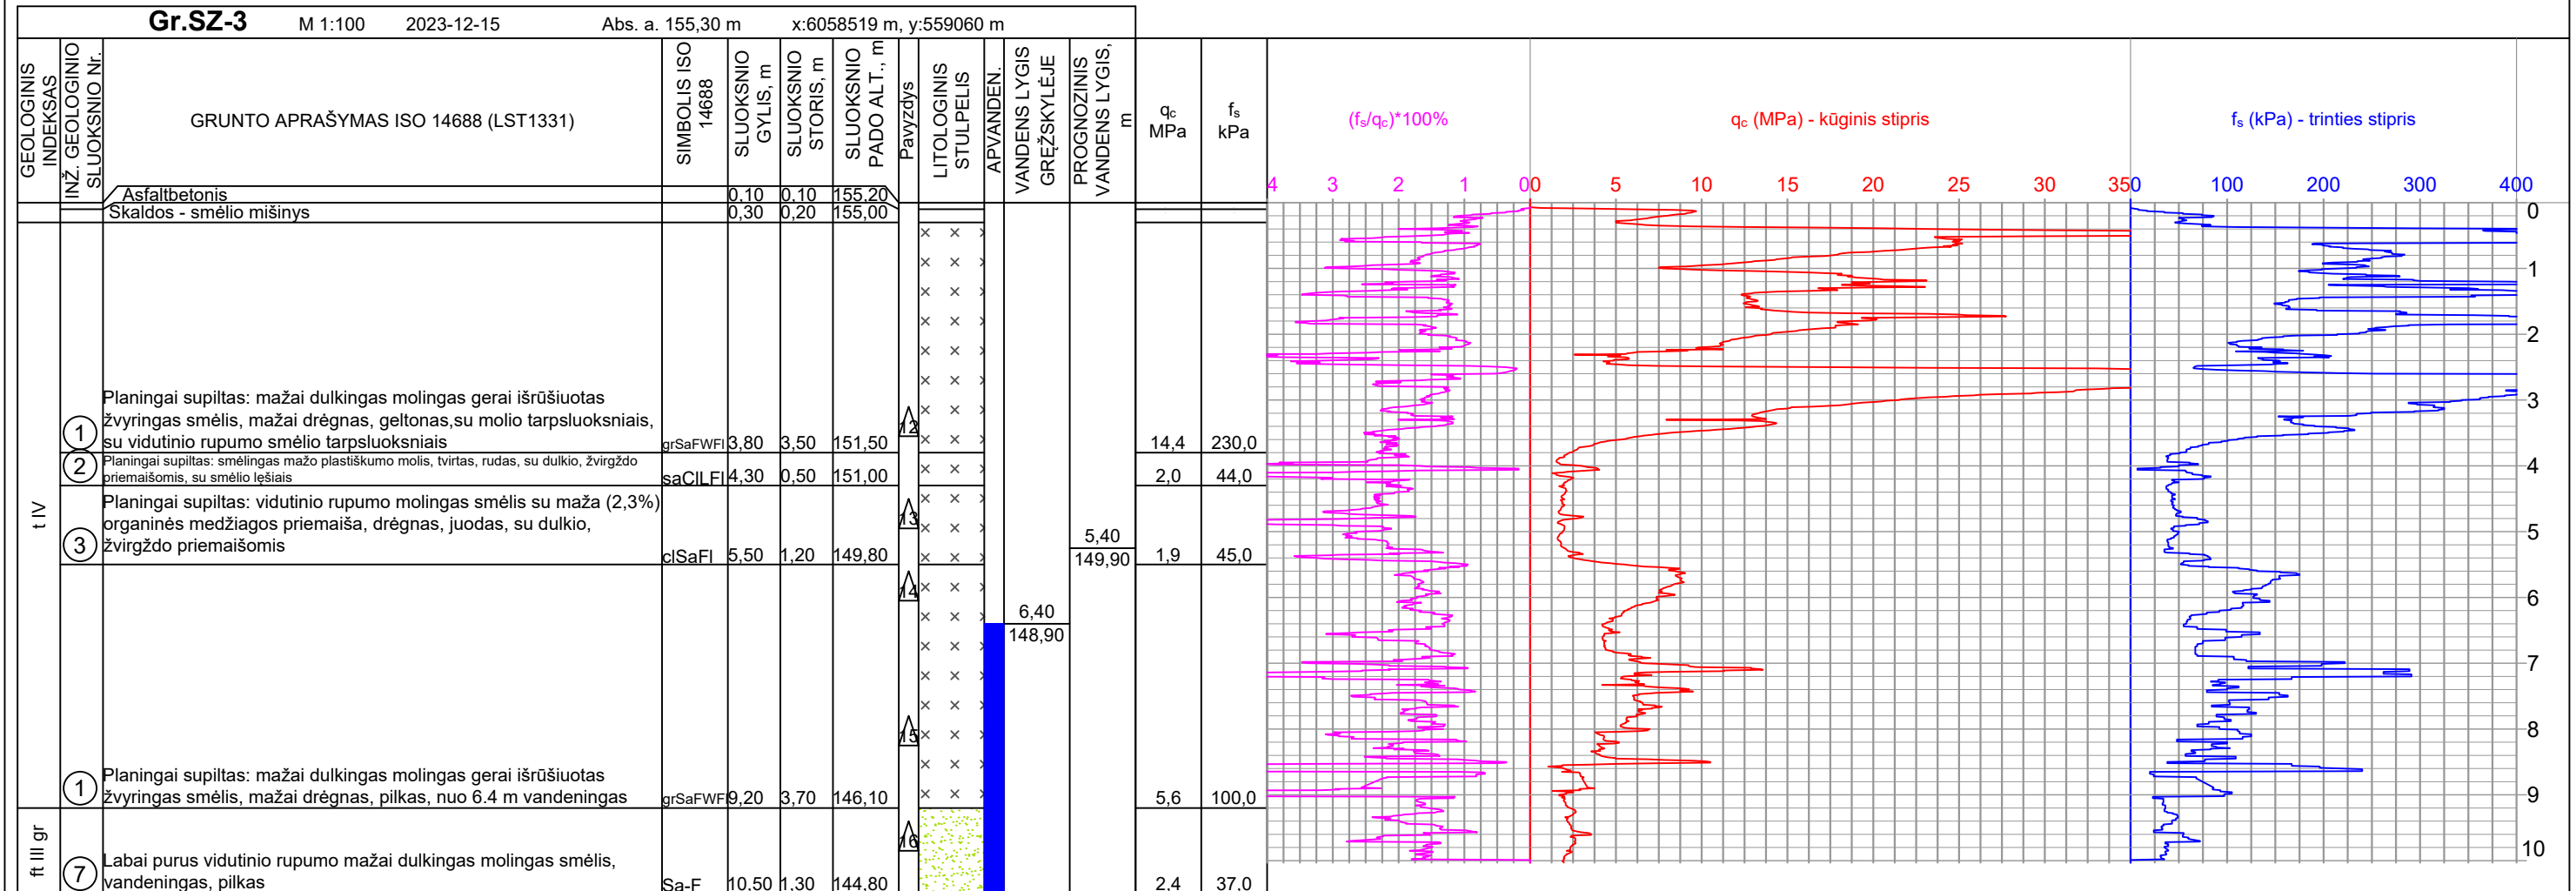 Gr.SZ-3 M 1:100 2023-12-15 Abs. a. 155,30 m x:6058519 m, y:559060 m
GEOLOGINIS
INDEKSAS
INŽ. GEOLOGINIO
SLUOKSNIO Nr.
GRUNTO APRAŠYMAS ISO 14688 (LST1331)
SIMBOLIS ISO
14688
SLUOKSNIO
GYLIS, m
SLUOKSNIO
STORIS, m
SLUOKSNIO
PADO ALT., m
Pavyzdys
LITOLOGINIS
STULPELIS
APVANDEN.
VANDENS LYGIS
GRĘŽSKYLĖJE
PROGNOZINIS
VANDENS LYGIS,
m
qc
MPa
fs
kPa
(fs/qc)*100%
qc (MPa) - kūginis stipris
fs (kPa) - trinties stipris
4 3 2 1 0
0 5 10 15 20 25 30 35
0 100 200 300 400
Asfaltbetonis 0,10 0,10 155.20
Skaldos - smėlio mišinys 0,30 0,20 155,00
t IV
Planingai supiltas: mažai dulkingas molingas gerai išrūšiuotas
žvyringas smėlis, mažai drėgnas, geltonas,su molio tarpsluoksniais,
su vidutinio rupumo smėlio tarpsluoksniais
1 grSaFWFl 3,80 3,50 151,50 12 14,4 230,0
2 Planingai supiltas: smėlingas mažo plastiškumo molis, tvirtas, rudas, su dulkio, žvirgždo
priemaišomis, su smėlio lęšiais saClLFl 4,30 0,50 151,00 2,0 44,0
Planingai supiltas: vidutinio rupumo molingas smėlis su maža (2,3%)
organinės medžiagos priemaiša, drėgnas, juodas, su dulkio,
žvirgždo priemaišomis
3 clSaFl 5,50 1,20 149,80 13 1,9 45,0
5,40
149,90
14
6,40
148,90
15
Planingai supiltas: mažai dulkingas molingas gerai išrūšiuotas
žvyringas smėlis, mažai drėgnas, pilkas, nuo 6.4 m vandeningas
1 grSaFWFl 9,20 3,70 146,10 5,6 100,0
ft III gr
16
Labai purus vidutinio rupumo mažai dulkingas molingas smėlis,
vandeningas, pilkas
7 Sa-F 10,50 1,30 144,80 2,4 37,0
0
1
2
3
4
5
6
7
8
9
10